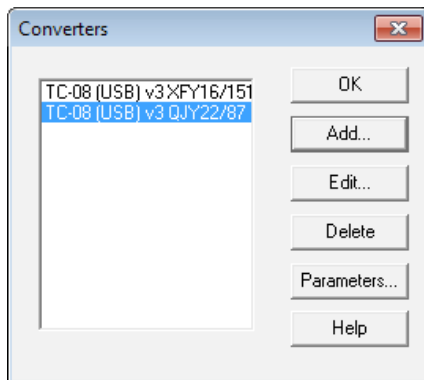 Converters
TC-08 (USB) v3 XFY16/151
TC-08 (USB) v3 QJY22/87
OK
Add...
Edit...
Delete
Parameters...
Help